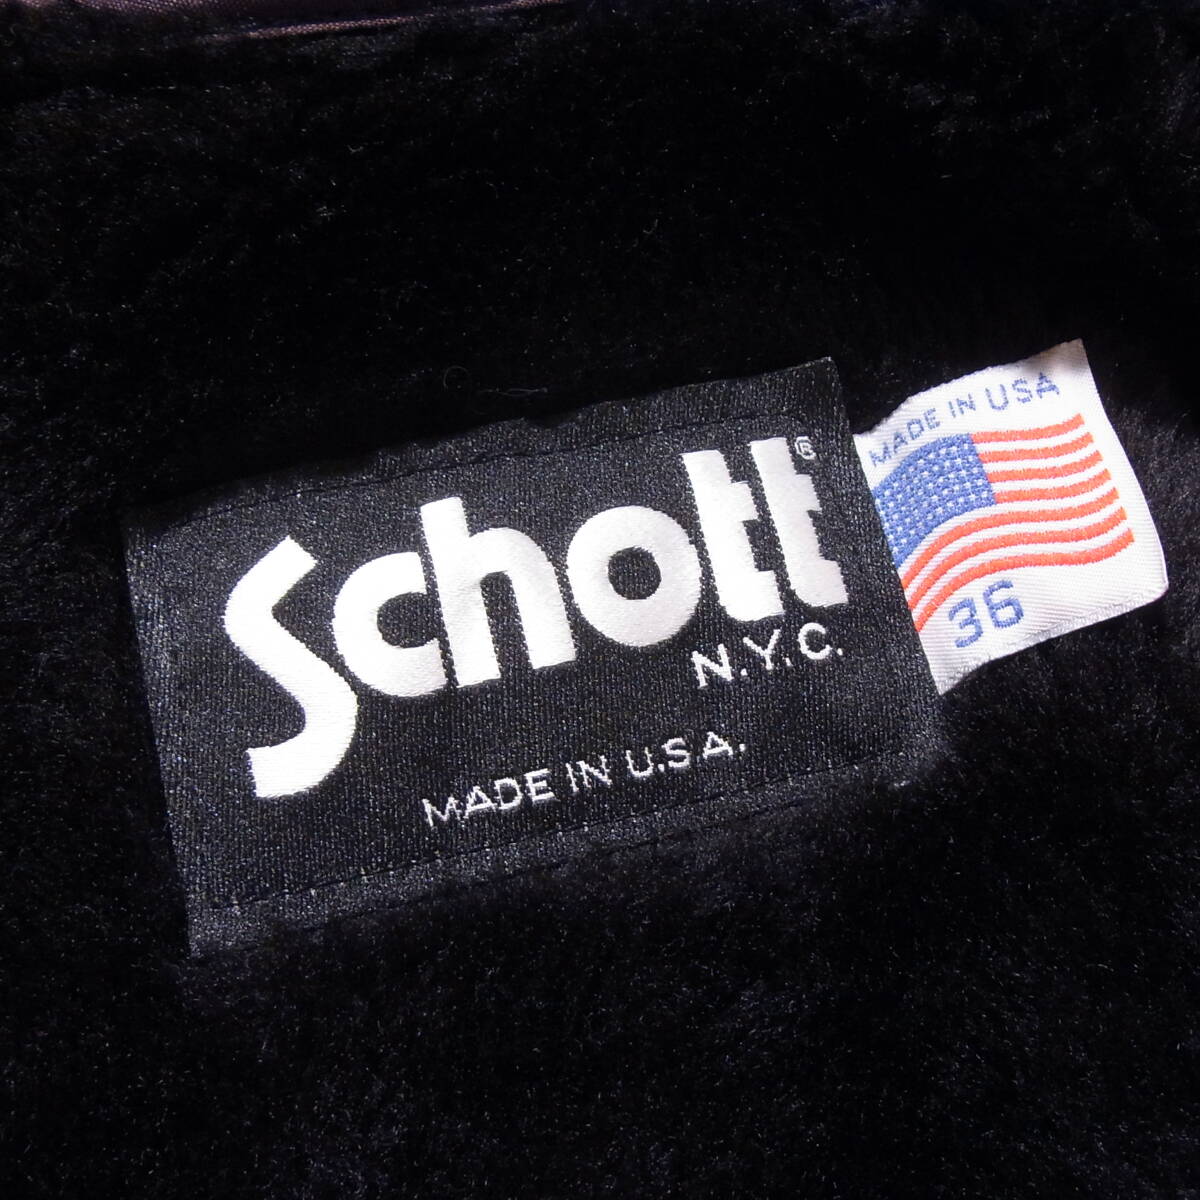 Schott®
N.Y.C.
MADE IN U.S.A.
MADE IN USA
36